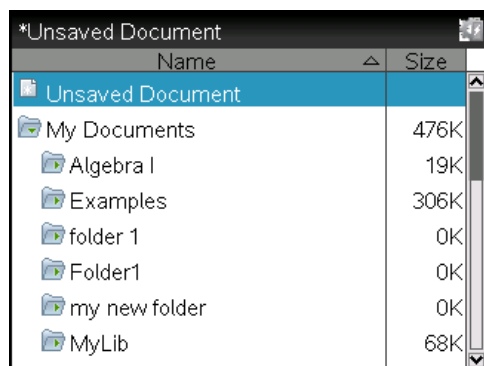 *Unsaved Document
Name Size
Unsaved Document
My Documents 476K
Algebra I 19K
Examples 306K
folder 1 0K
Folder1 0K
my new folder 0K
MyLib 68K